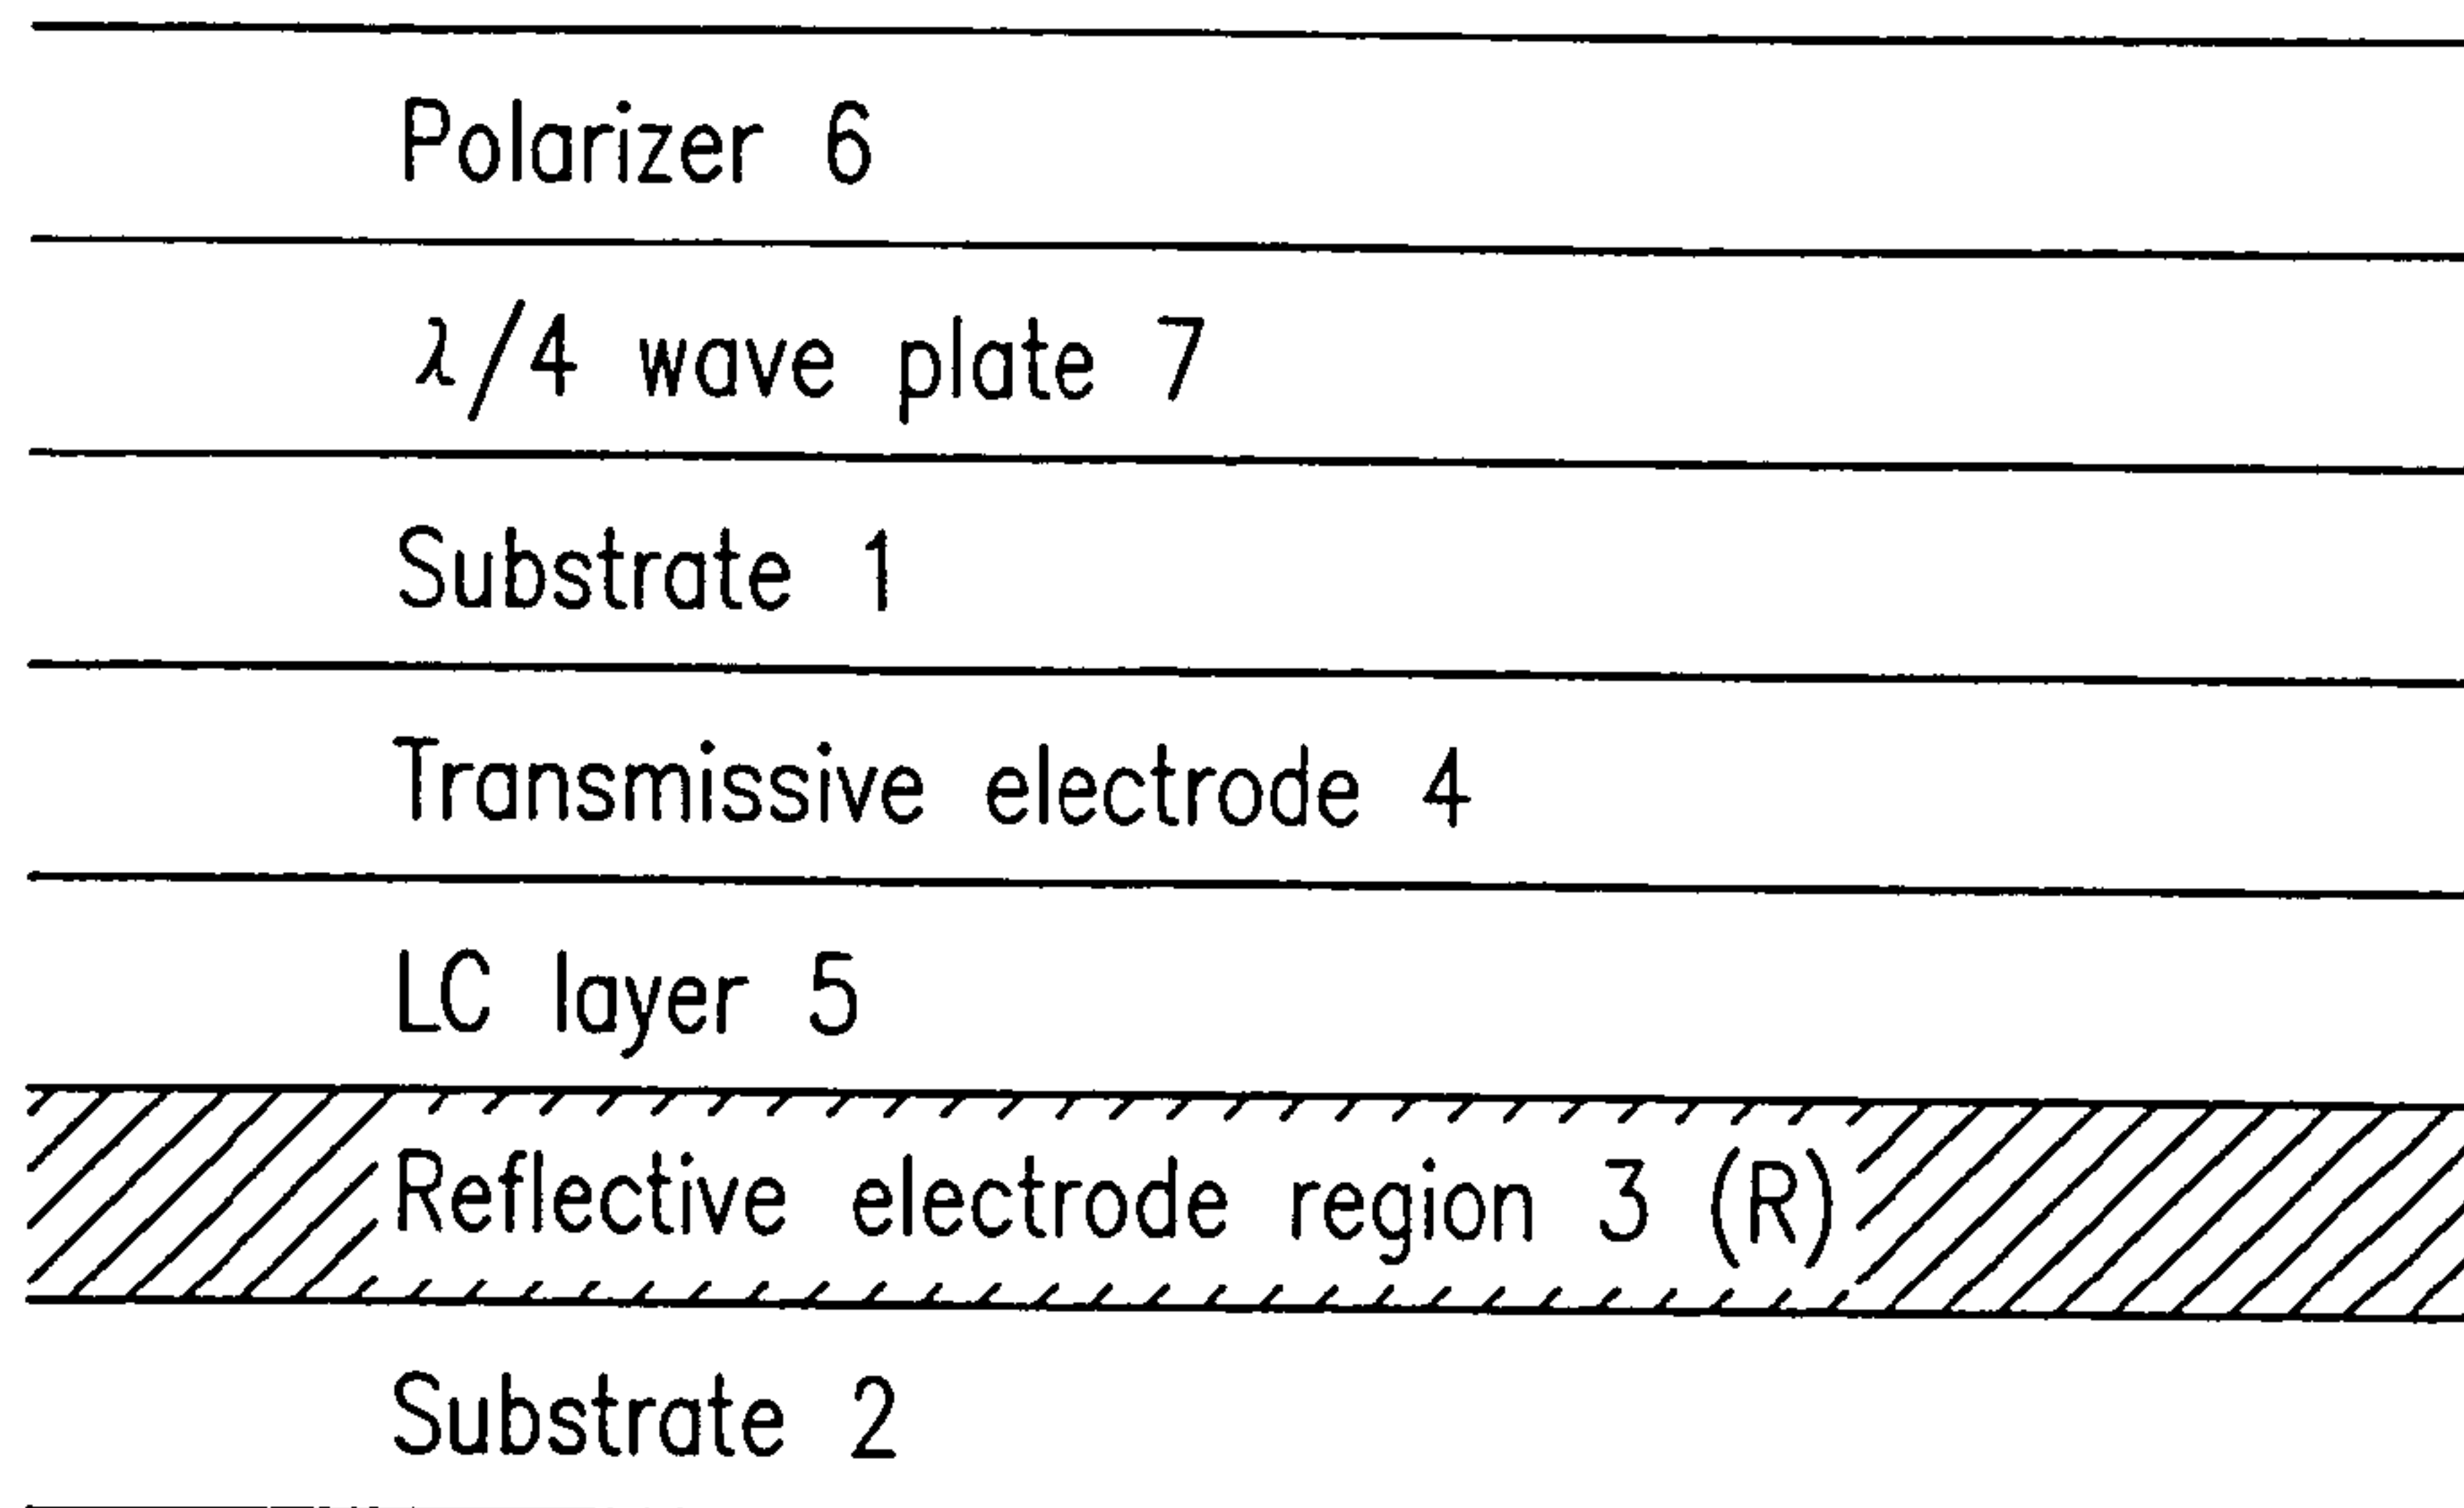 Polarizer 6
λ/4 wave plate 7
Substrate 1
Transmissive electrode 4
LC layer 5
Reflective electrode region 3 (R)
Substrate 2